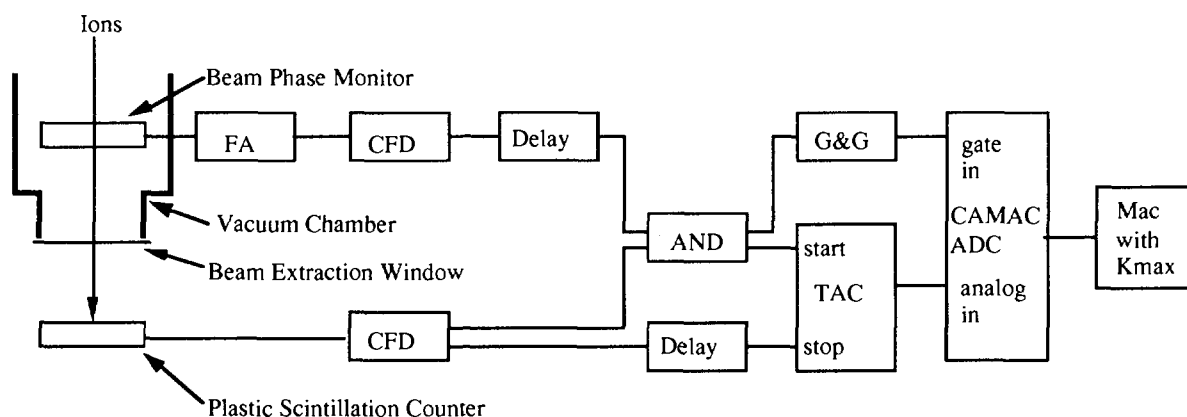 Ions
Beam Phase Monitor
FA
CFD
Delay
G&G
gate
in
CAMAC
ADC
analog
in
Mac
with
Kmax
Vacuum Chamber
Beam Extraction Window
AND
start
TAC
stop
CFD
Delay
Plastic Scintillation Counter